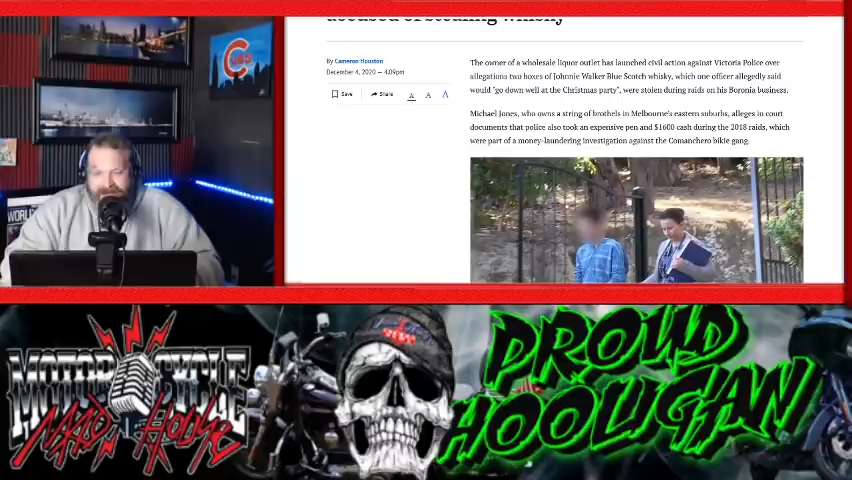 accused of stealing whisky
By Cameron Houston
December 4, 2020 — 4.09pm
Save
Share
A
A
A
The owner of a wholesale liquor outlet has launched civil action against Victoria Police over
allegations two boxes of Johnnie Walker Blue Scotch whisky, which one officer allegedly said
would "go down well at the Christmas party", were stolen during raids on his Boronia business.
Michael Jones, who owns a string of brothels in Melbourne's eastern suburbs, alleges in court
documents that police also took an expensive pen and $1600 cash during the 2018 raids, which
were part of a money-laundering investigation against the Comanchero bikie gang.
CUBS
WORL
MOTORCYCLE
MADHOUSE
PROUD
HOOLIGAN